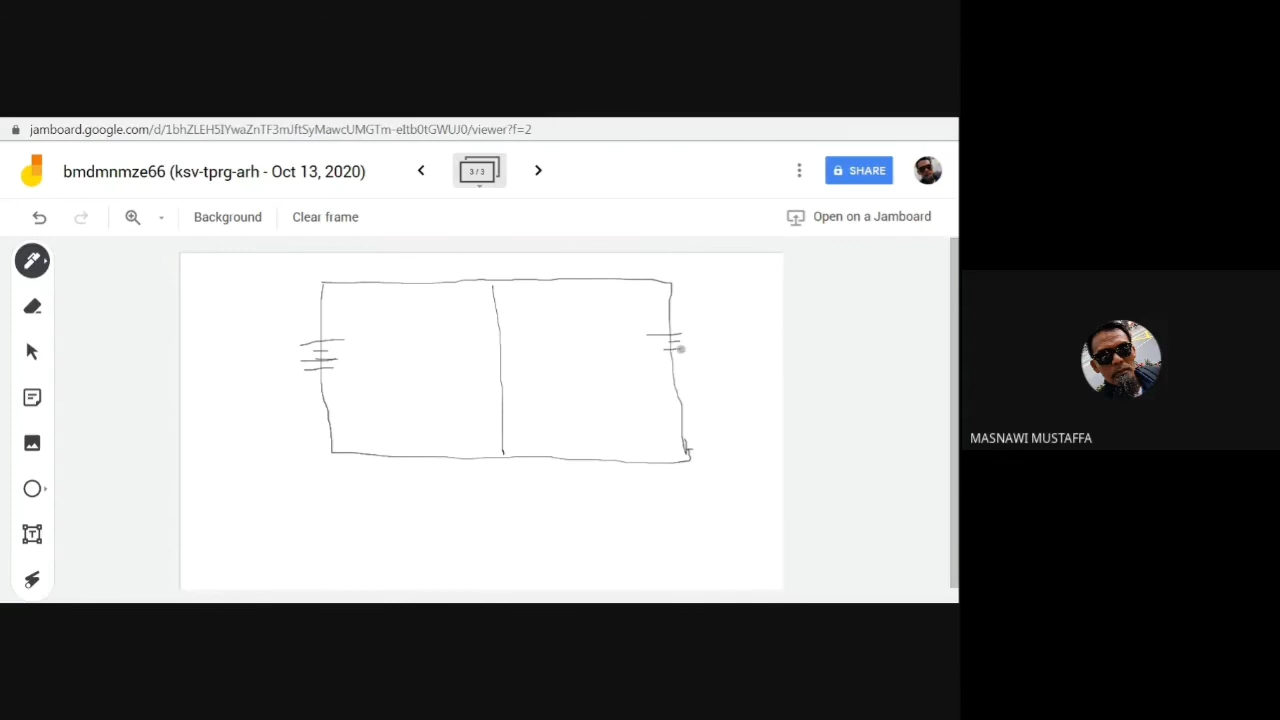 jamboard.google.com/d/1bhZLEH5IYwaZnTF3mJftSyMawcUMGTm-eItb0tGWUJ0/viewer?f=2
bmdmnmze66 (ksv-tprg-arh - Oct 13, 2020)
3 / 3
SHARE
Background
Clear frame
Open on a Jamboard
MASNAWI MUSTAFFA